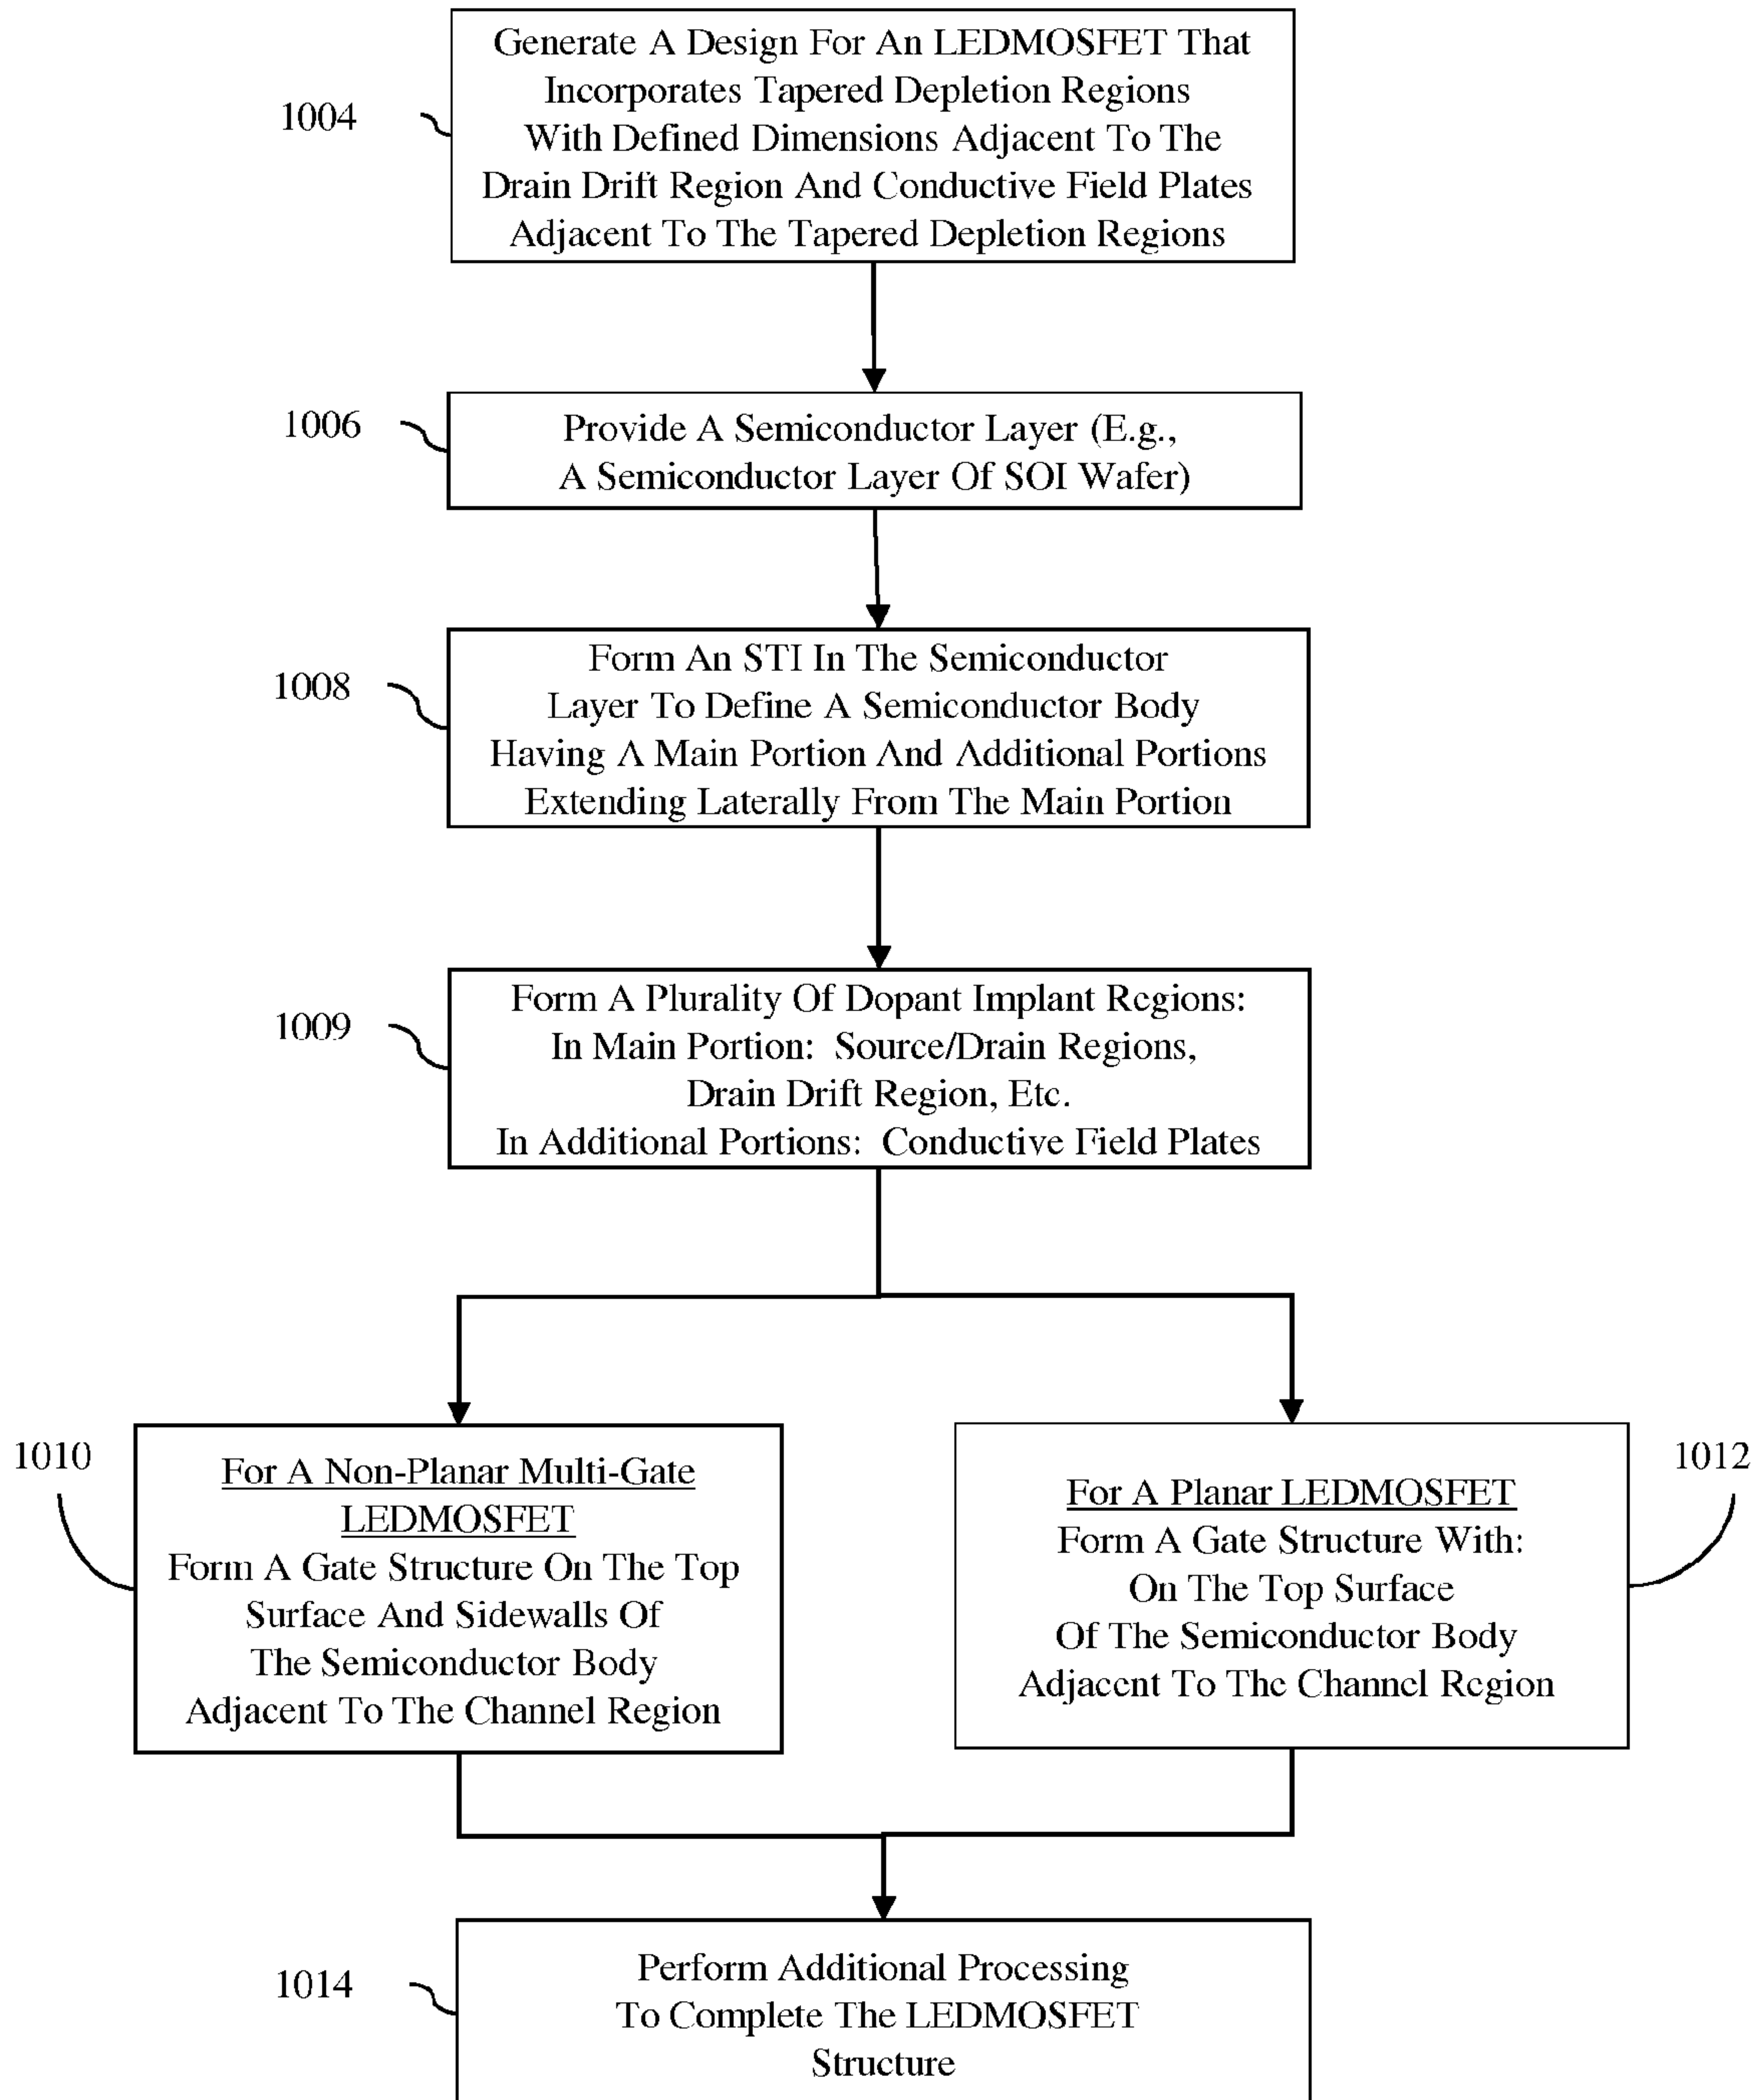 Generate A Design For An LEDMOSFET That
Incorporates Tapered Depletion Regions
With Defined Dimensions Adjacent To The
Drain Drift Region And Conductive Field Plates
Adjacent To The Tapered Depletion Regions
1004
Provide A Semiconductor Layer (E.g.,
A Semiconductor Layer Of SOI Wafer)
1006
Form An STI In The Semiconductor
Layer To Define A Semiconductor Body
Having A Main Portion And Additional Portions
Extending Laterally From The Main Portion
1008
Form A Plurality Of Dopant Implant Regions:
In Main Portion: Source/Drain Regions,
Drain Drift Region, Etc.
In Additional Portions: Conductive Field Plates
1009
1010
For A Non-Planar Multi-Gate
LEDMOSFET
Form A Gate Structure On The Top
Surface And Sidewalls Of
The Semiconductor Body
Adjacent To The Channel Region
For A Planar LEDMOSFET
Form A Gate Structure With:
On The Top Surface
Of The Semiconductor Body
Adjacent To The Channel Region
1012
Perform Additional Processing
To Complete The LEDMOSFET
Structure
1014